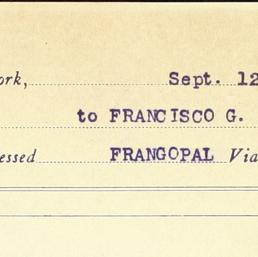 ork, Sept. 12
to FRANCISCO G.
essed FRANGOPAL Via